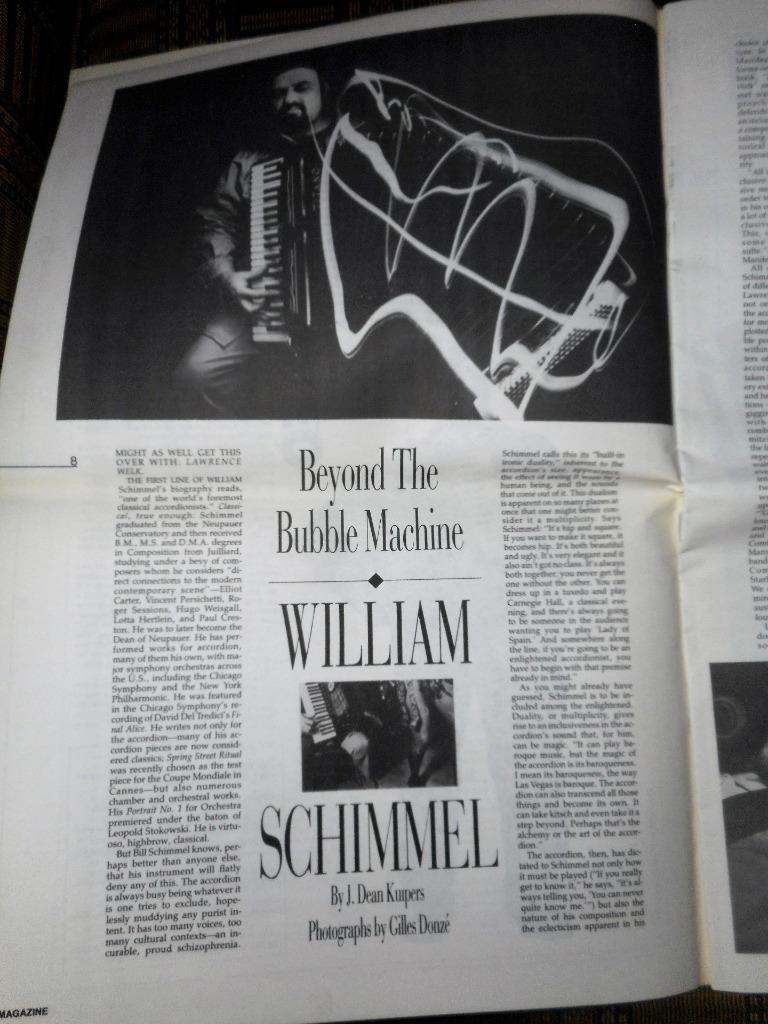 8
MIGHT AS WELL GET THIS
OVER WITH: LAWRENCE
WELK.
THE FIRST LINE OF WILLIAM
Schimmel's biography reads,
"one of the world's foremost
classical accordionists." Classi-
cal, true enough: Schimmel
graduated from the Neupauer
Conservatory and then received
B.M., M.S. and D.M.A. degrees
in Composition from Juilliard,
studying under a bevy of com-
posers whom he considers "di-
rect connections to the modern
contemporary scene"—Elliot
Carter, Vincent Persichetti, Ro-
ger Sessions, Hugo Weisgall,
Lotta Hertlein, and Paul Cres-
ton. He was to later become the
Dean of Neupauer. He has per-
formed works for accordion,
many of them his own, with ma-
jor symphony orchestras across
the U.S., including the Chicago
Symphony and the New York
Philharmonic. He was featured
in the Chicago Symphony's re-
cording of David Del Tredici's Fi-
nal Alice. He writes not only for
the accordion—many of his ac-
cordion pieces are now consid-
ered classics; Spring Street Ritual
was recently chosen as the test
piece for the Coupe Mondiale in
Cannes—but also numerous
chamber and orchestral works.
His Portrait No. 1 for Orchestra
premiered under the baton of
Leopold Stokowski. He is virtu-
oso, highbrow, classical.
But Bill Schimmel knows, per-
haps better than anyone else,
that his instrument will flatly
deny any of this. The accordion
is always busy being whatever it
is one tries to exclude, hope-
lessly muddying any purist in-
tent. It has too many voices, too
many cultural contexts—an in-
curable, proud schizophrenia.
Beyond The
Bubble Machine
WILLIAM
SCHIMMEL
By J. Dean Kuipers
Photographs by Gilles Donzé
Schimmel calls this its "built-in
ironic duality," inherent to the
accordion's size, appearance,
the effect of seeing it worn by a
human being, and the sounds
that come out of it. This dualism
is apparent on so many planes at
once that one might better con-
sider it a multiplicity. Says
Schimmel: "It's hip and square.
If you want to make it square, it
becomes hip. It's both beautiful
and ugly. It's very elegant and it
also ain't got no class. It's always
both together, you never get the
one without the other. You can
dress up in a tuxedo and play
Carnegie Hall, a classical eve-
ning, and there's always going
to be someone in the audience
wanting you to play 'Lady of
Spain.' And somewhere along
the line, if you're going to be an
enlightened accordionist, you
have to begin with that premise
already in mind."
As you might already have
guessed, Schimmel is to be in-
cluded among the enlightened.
Duality, or multiplicity, gives
rise to an inclusiveness in the ac-
cordion's sound that, for him,
can be magic. "It can play ba-
roque music, but the magic of
the accordion is its baroqueness.
I mean its baroqueness, the way
Las Vegas is baroque. The accor-
dion can also transcend all those
things and become its own. It
can take kitsch and even take it a
step beyond. Perhaps that's the
alchemy or the art of the accor-
dion."
The accordion, then, has dic-
tated to Schimmel not only how
it must be played ("If you really
get to know it," he says, "it's al-
ways telling you, 'You can never
quite know me.'") but also the
nature of his composition and
the eclecticism apparent in his
MAGAZINE